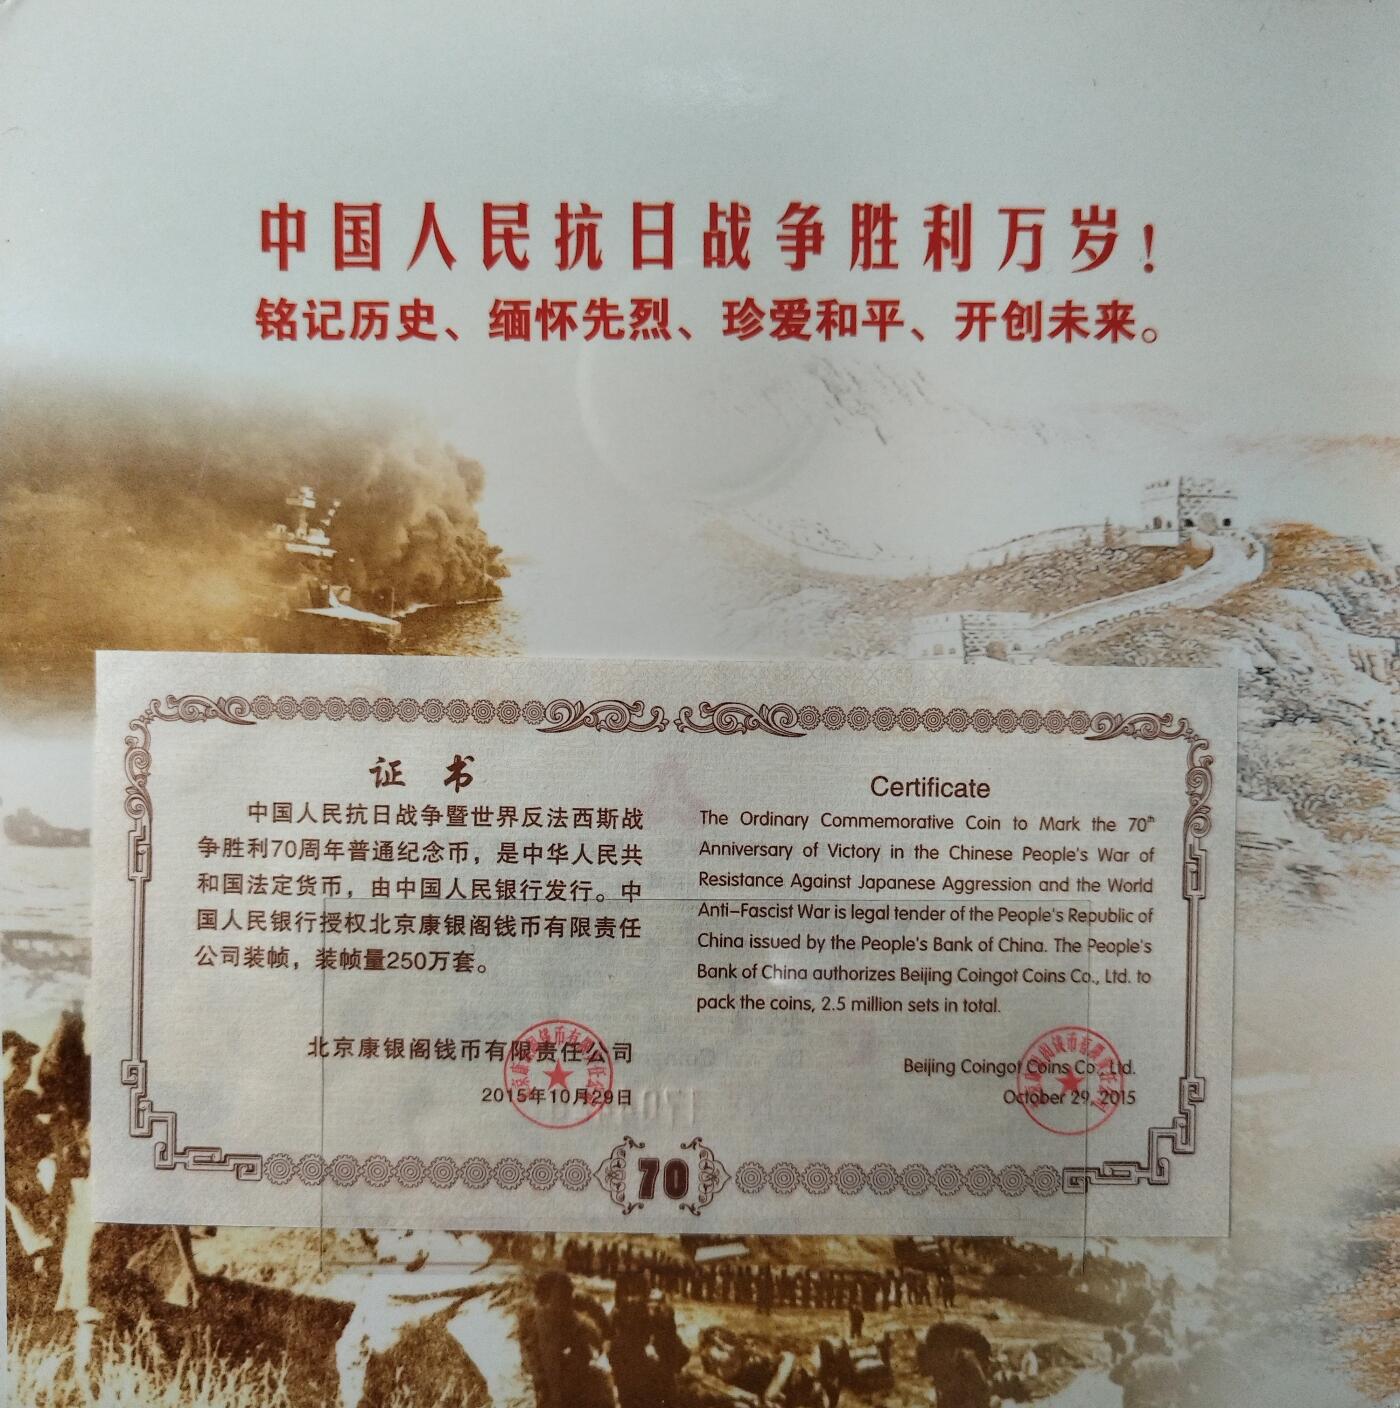 中国人民抗日战争胜利万岁！
铭记历史、缅怀先烈、珍爱和平、开创未来。
证 书
中国人民抗日战争暨世界反法西斯战
争胜利70周年普通纪念币，是中华人民共
和国法定货币，由中国人民银行发行。中
国人民银行授权北京康银阁钱币有限责任
公司装帧，装帧量250万套。
北京康银阁钱币有限责任公司
2015年10月29日
Certificate
The Ordinary Commemorative Coin to Mark the 70th
Anniversary of Victory in the Chinese People's War of
Resistance Against Japanese Aggression and the World
Anti-Fascist War is legal tender of the People's Republic of
China issued by the People's Bank of China. The People's
Bank of China authorizes Beijing Coingot Coins Co., Ltd. to
pack the coins, 2.5 million sets in total.
Beijing Coingot Coins Co., Ltd.
October 29, 2015
70